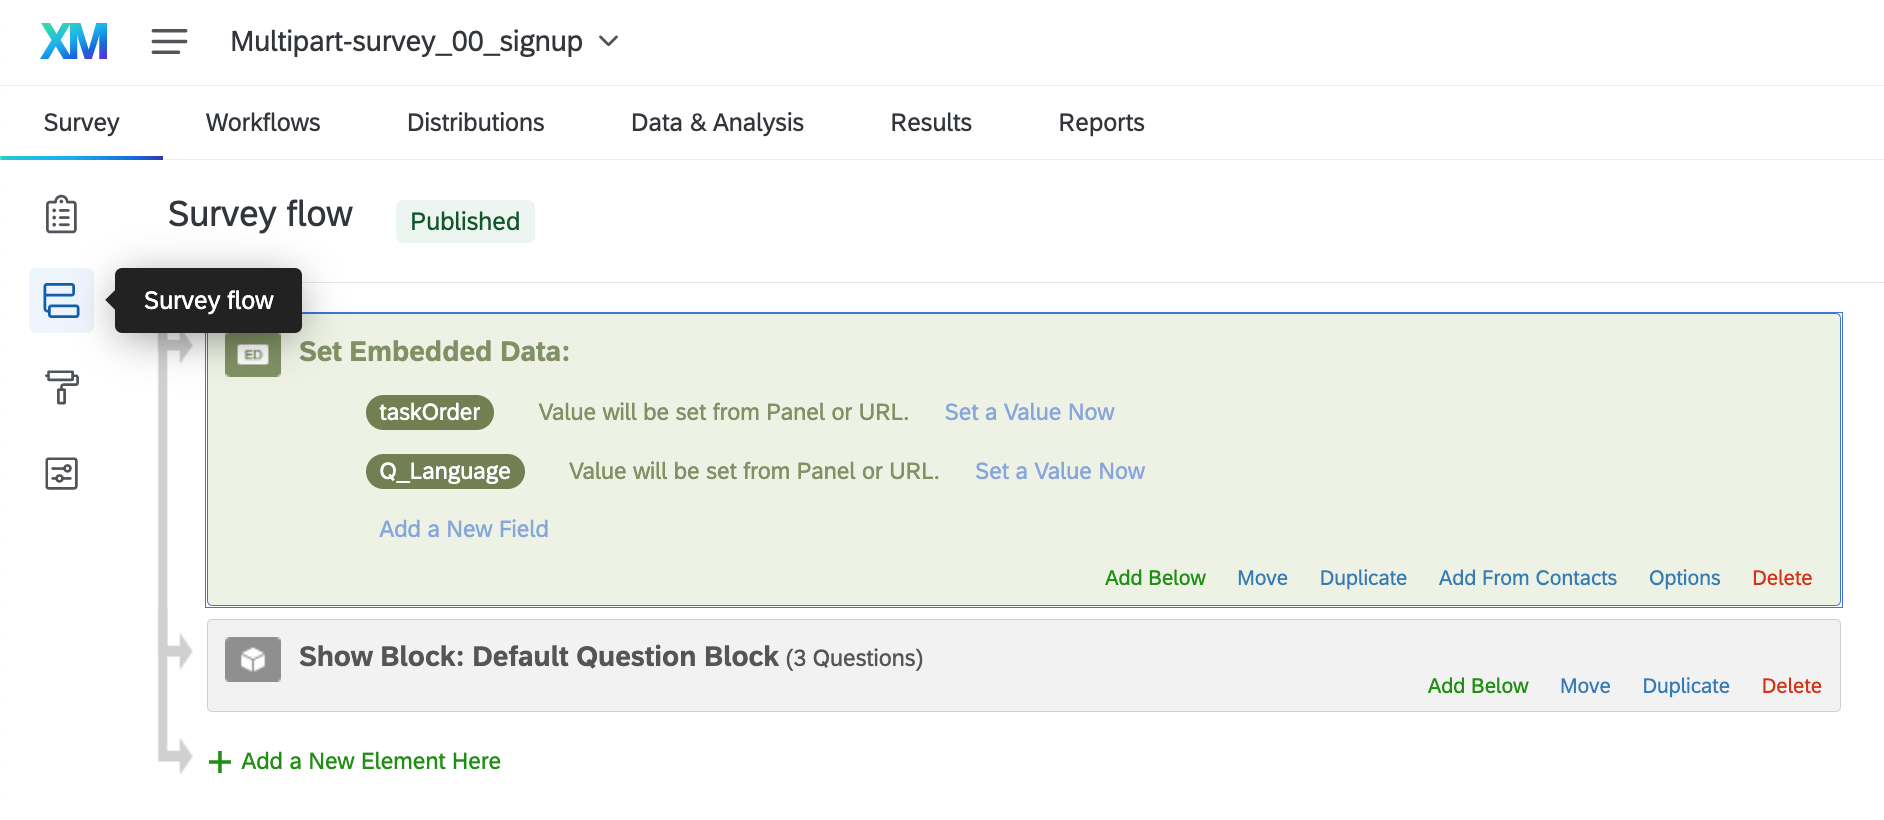 XM Multipart-survey_00_signup
Survey Workflows Distributions Data & Analysis Results Reports
Survey flow Published
Survey flow
ED Set Embedded Data:
taskOrder Value will be set from Panel or URL. Set a Value Now
Q_Language Value will be set from Panel or URL. Set a Value Now
Add a New Field
Add Below Move Duplicate Add From Contacts Options Delete
Show Block: Default Question Block (3 Questions)
Add Below Move Duplicate Delete
+ Add a New Element Here